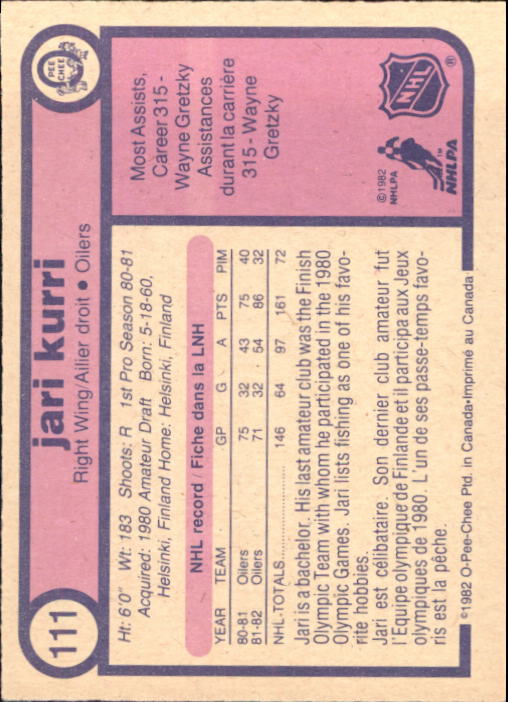 111
jari kurri
Right Wing/Ailier droit • Oilers
O
PEE
CHEE
Ht: 6'0" Wt: 183 Shoots: R 1st Pro Season 80-81
Acquired: 1980 Amateur Draft Born: 5-18-60,
Helsinki, Finland Home: Helsinki, Finland
NHL record / Fiche dans la LNH
YEAR TEAM GP G A PTS PIM
80-81 Oilers 75 32 43 75 40
81-82 Oilers 71 32 54 86 32
NHL-TOTALS 146 64 97 161 72
Jari is a bachelor. His last amateur club was the Finish
Olympic Team with whom he participated in the 1980
Olympic Games. Jari lists fishing as one of his favo-
rite hobbies.
Jari est célibataire. Son dernier club amateur fut
l'Equipe olympique de Finlande et il participa aux Jeux
olympiques de 1980. L'un de ses passe-temps favo-
ris est la pêche.
Most Assists,
Career 315 -
Wayne Gretzky
Assistances
durant la carrière
315 - Wayne
Gretzky
©1982
NHLPA
NHLPA
TM
NHL
®
©1982 O-Pee-Chee Ptd. in Canada•Imprimé au Canada